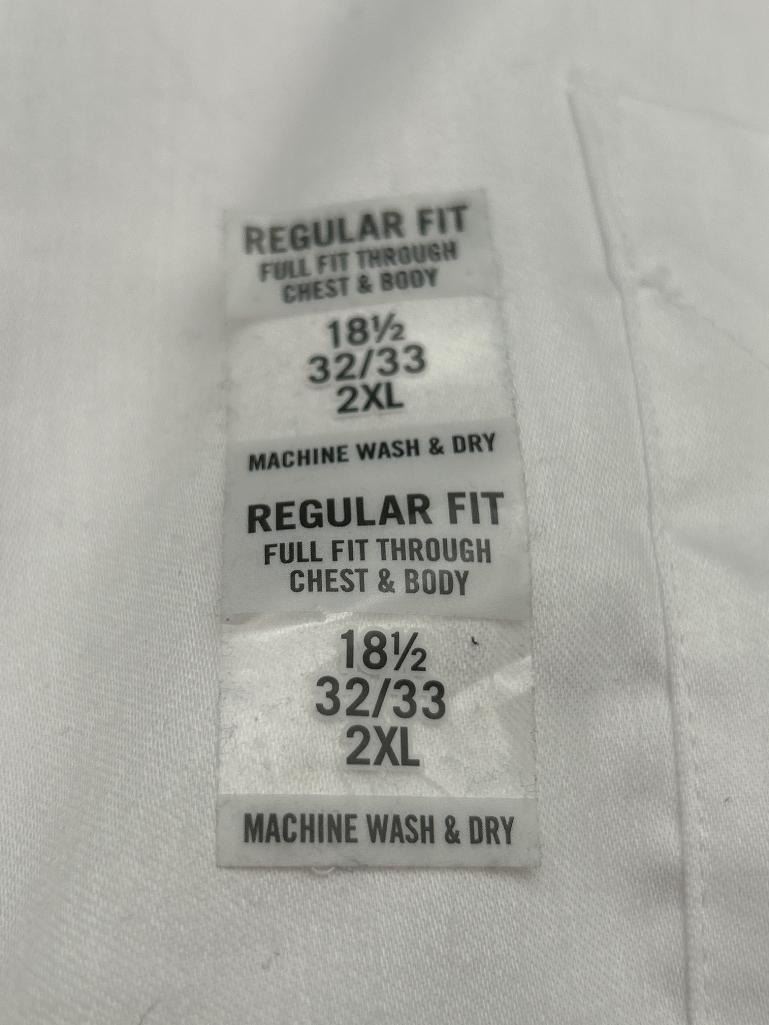 REGULAR FIT
FULL FIT THROUGH
CHEST & BODY
18½
32/33
2XL
MACHINE WASH & DRY
REGULAR FIT
FULL FIT THROUGH
CHEST & BODY
18½
32/33
2XL
MACHINE WASH & DRY